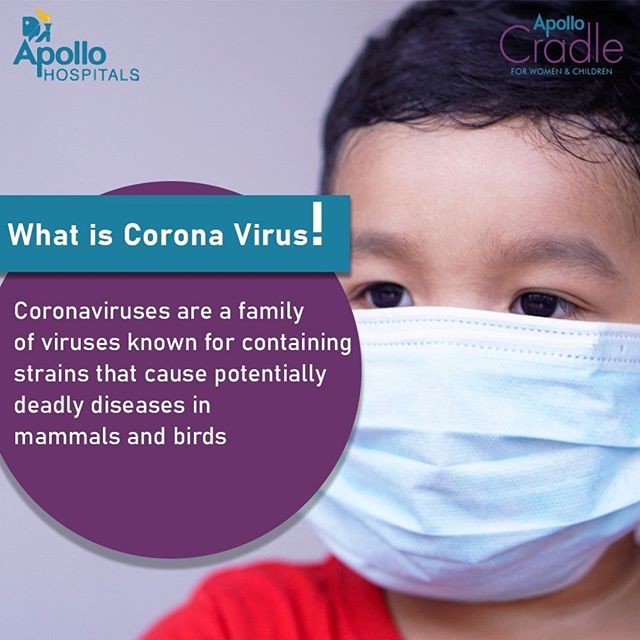 Apollo
HOSPITALS
Apollo
Cradle
FOR WOMEN & CHILDREN
What is Corona Virus!
Coronaviruses are a family
of viruses known for containing
strains that cause potentially
deadly diseases in
mammals and birds